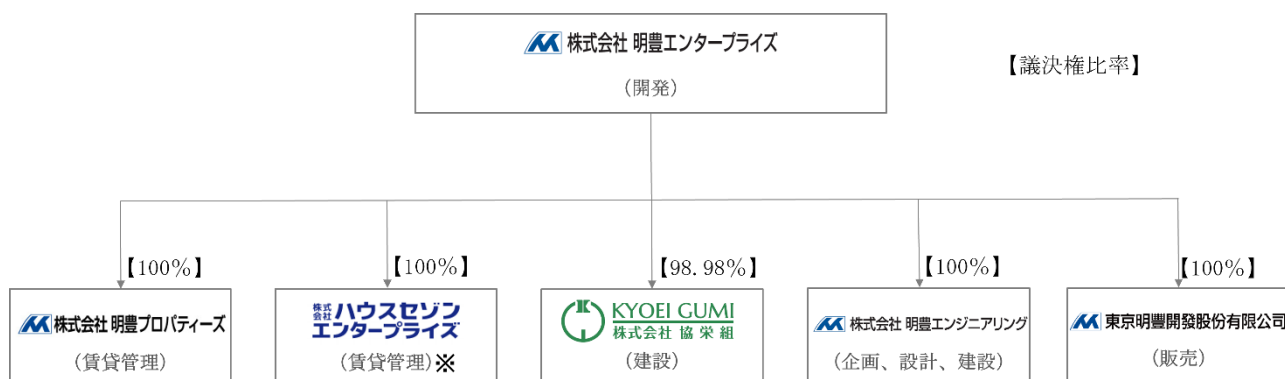 株式会社 明豊エンタープライズ
(開発)
【議決権比率】
【100%】
【100%】
【98.98%】
【100%】
【100%】
株式会社 明豊プロパティーズ
(賃貸管理)
株式会社 ハウスセゾン
エンタープライズ
(賃貸管理)※
KYOEI GUMI
株式会社 協栄組
(建設)
株式会社 明豊エンジニアリング
(企画、設計、建設)
東京明豐開發股份有限公司
(販売)